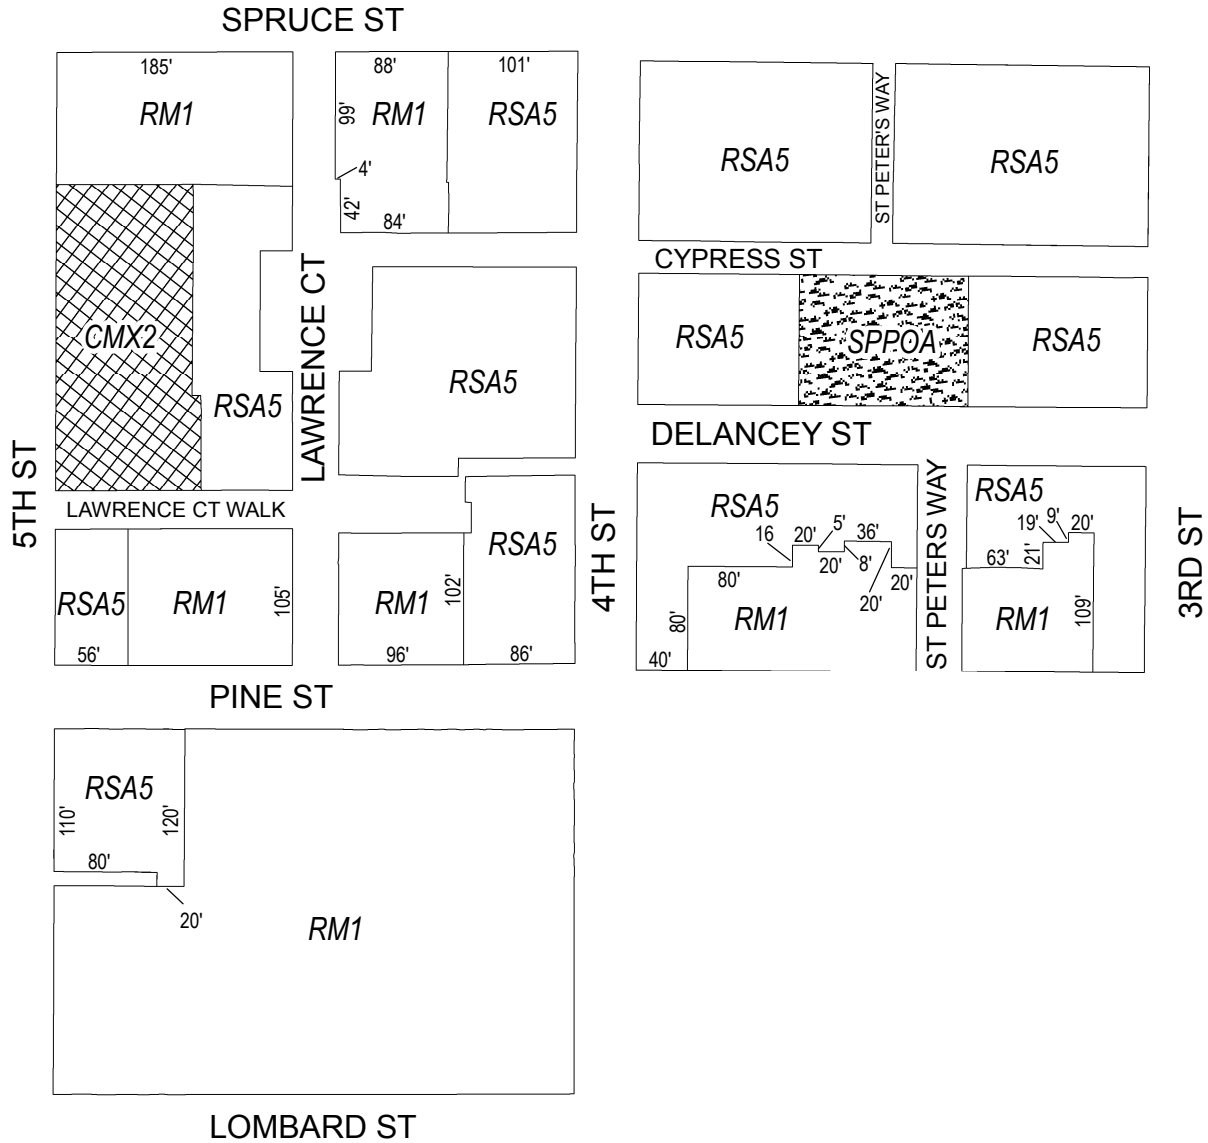 SPRUCE ST
185'
RM1
88'
99'
RM1
4'
42'
84'
101'
RSA5
RSA5
ST PETER'S WAY
RSA5
CYPRESS ST
CMX2
RSA5
LAWRENCE CT
RSA5
RSA5
SPPOA
RSA5
DELANCEY ST
5TH ST
LAWRENCE CT WALK
RSA5
56'
RM1
105'
RM1
102'
96'
RSA5
86'
4TH ST
RSA5
16
20'
5'
20'
36'
8'
20'
20'
80'
80'
40'
RM1
ST PETERS WAY
RSA5
63'
21'
19'
9'
20'
RM1
109'
3RD ST
PINE ST
RSA5
110'
120'
80'
20'
RM1
LOMBARD ST